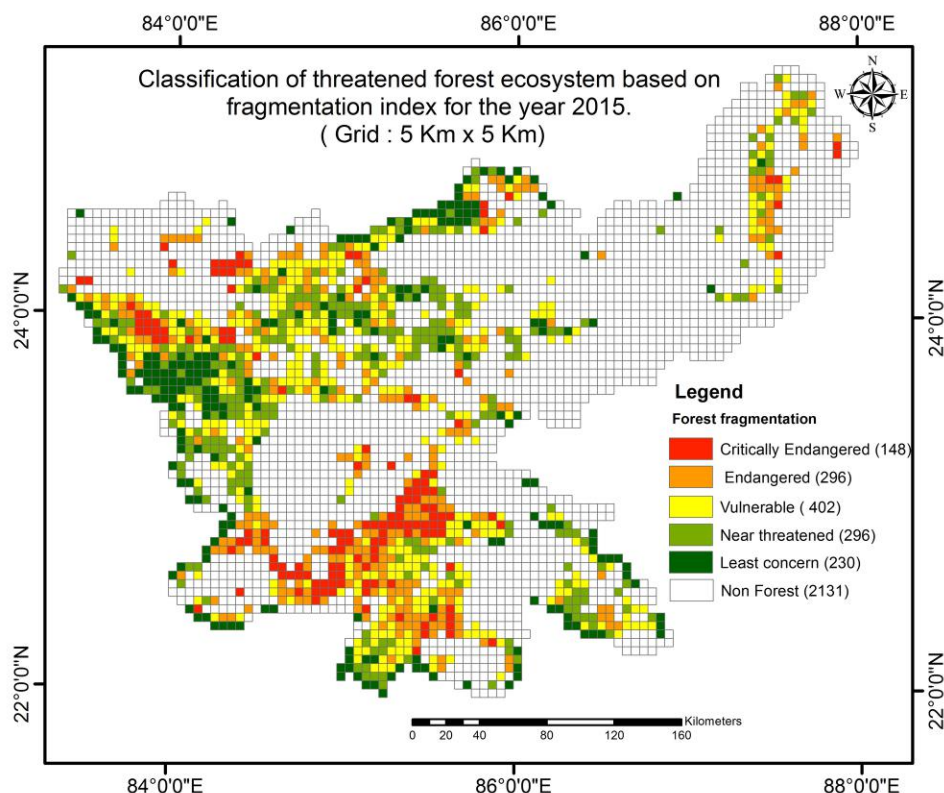 84°0'0"E 86°0'0"E 88°0'0"E
Classification of threatened forest ecosystem based on
fragmentation index for the year 2015.
( Grid : 5 Km x 5 Km)
N
W E
S
24°0'0"N 24°0'0"N
Legend
Forest fragmentation
Critically Endangered (148)
Endangered (296)
Vulnerable ( 402)
Near threatened (296)
Least concern (230)
Non Forest (2131)
22°0'0"N 22°0'0"N
Kilometers
0 20 40 80 120 160
84°0'0"E 86°0'0"E 88°0'0"E